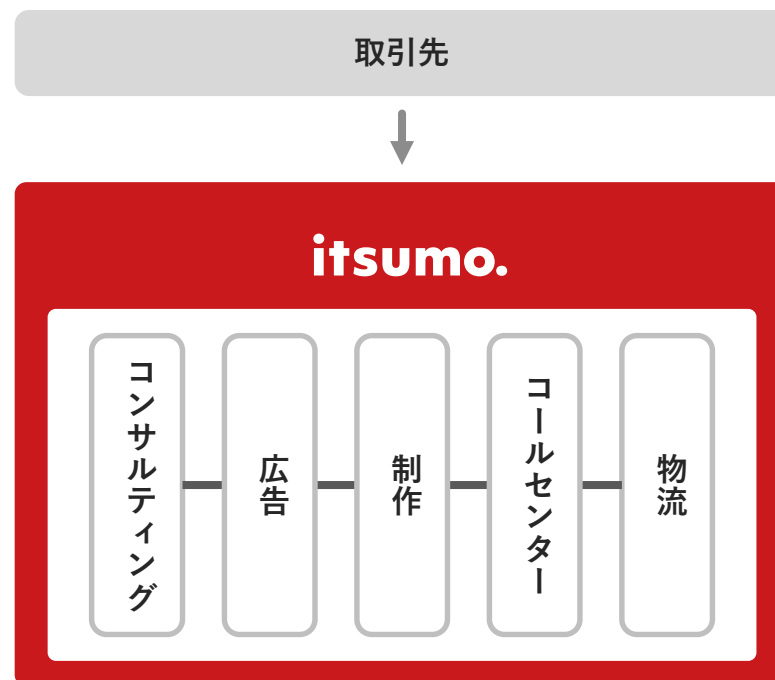 取引先
itsumo.
コンサルティング
広告
制作
コールセンター
物流